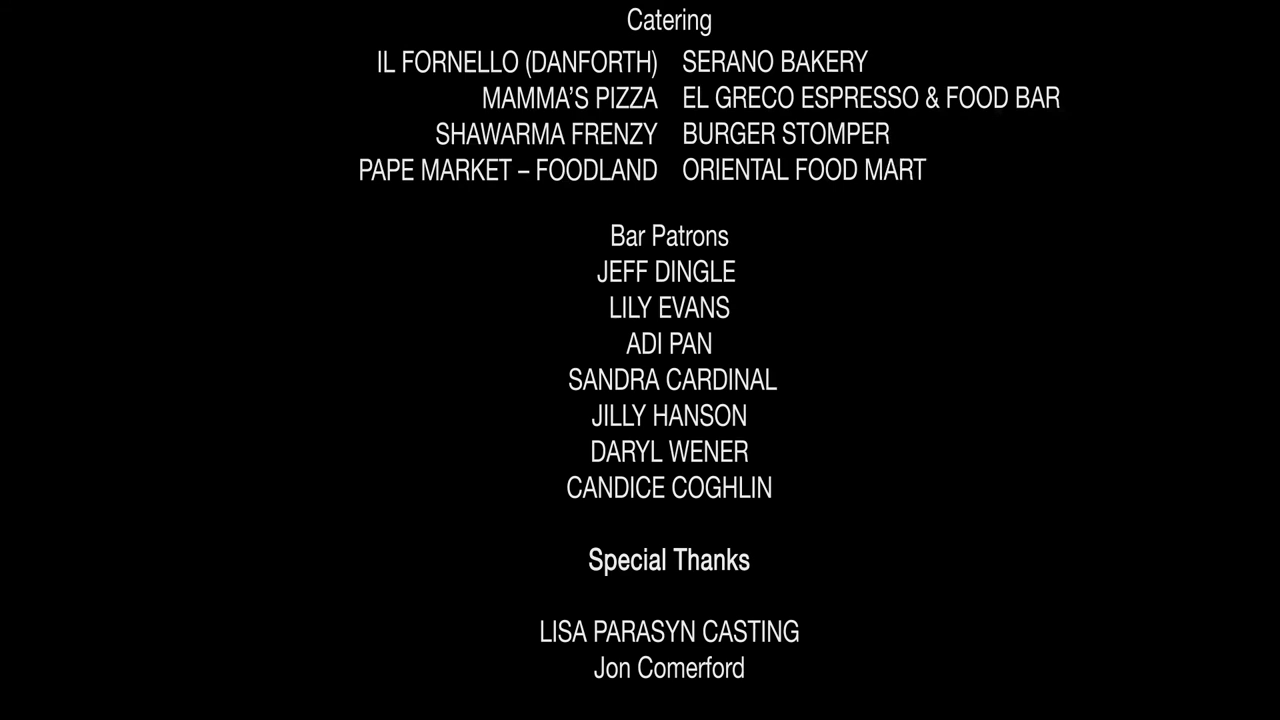 Catering
IL FORNELLO (DANFORTH) SERANO BAKERY
MAMMA'S PIZZA EL GRECO ESPRESSO & FOOD BAR
SHAWARMA FRENZY BURGER STOMPER
PAPE MARKET – FOODLAND ORIENTAL FOOD MART
Bar Patrons
JEFF DINGLE
LILY EVANS
ADI PAN
SANDRA CARDINAL
JILLY HANSON
DARYL WENER
CANDICE COGHLIN
Special Thanks
LISA PARASYN CASTING
Jon Comerford